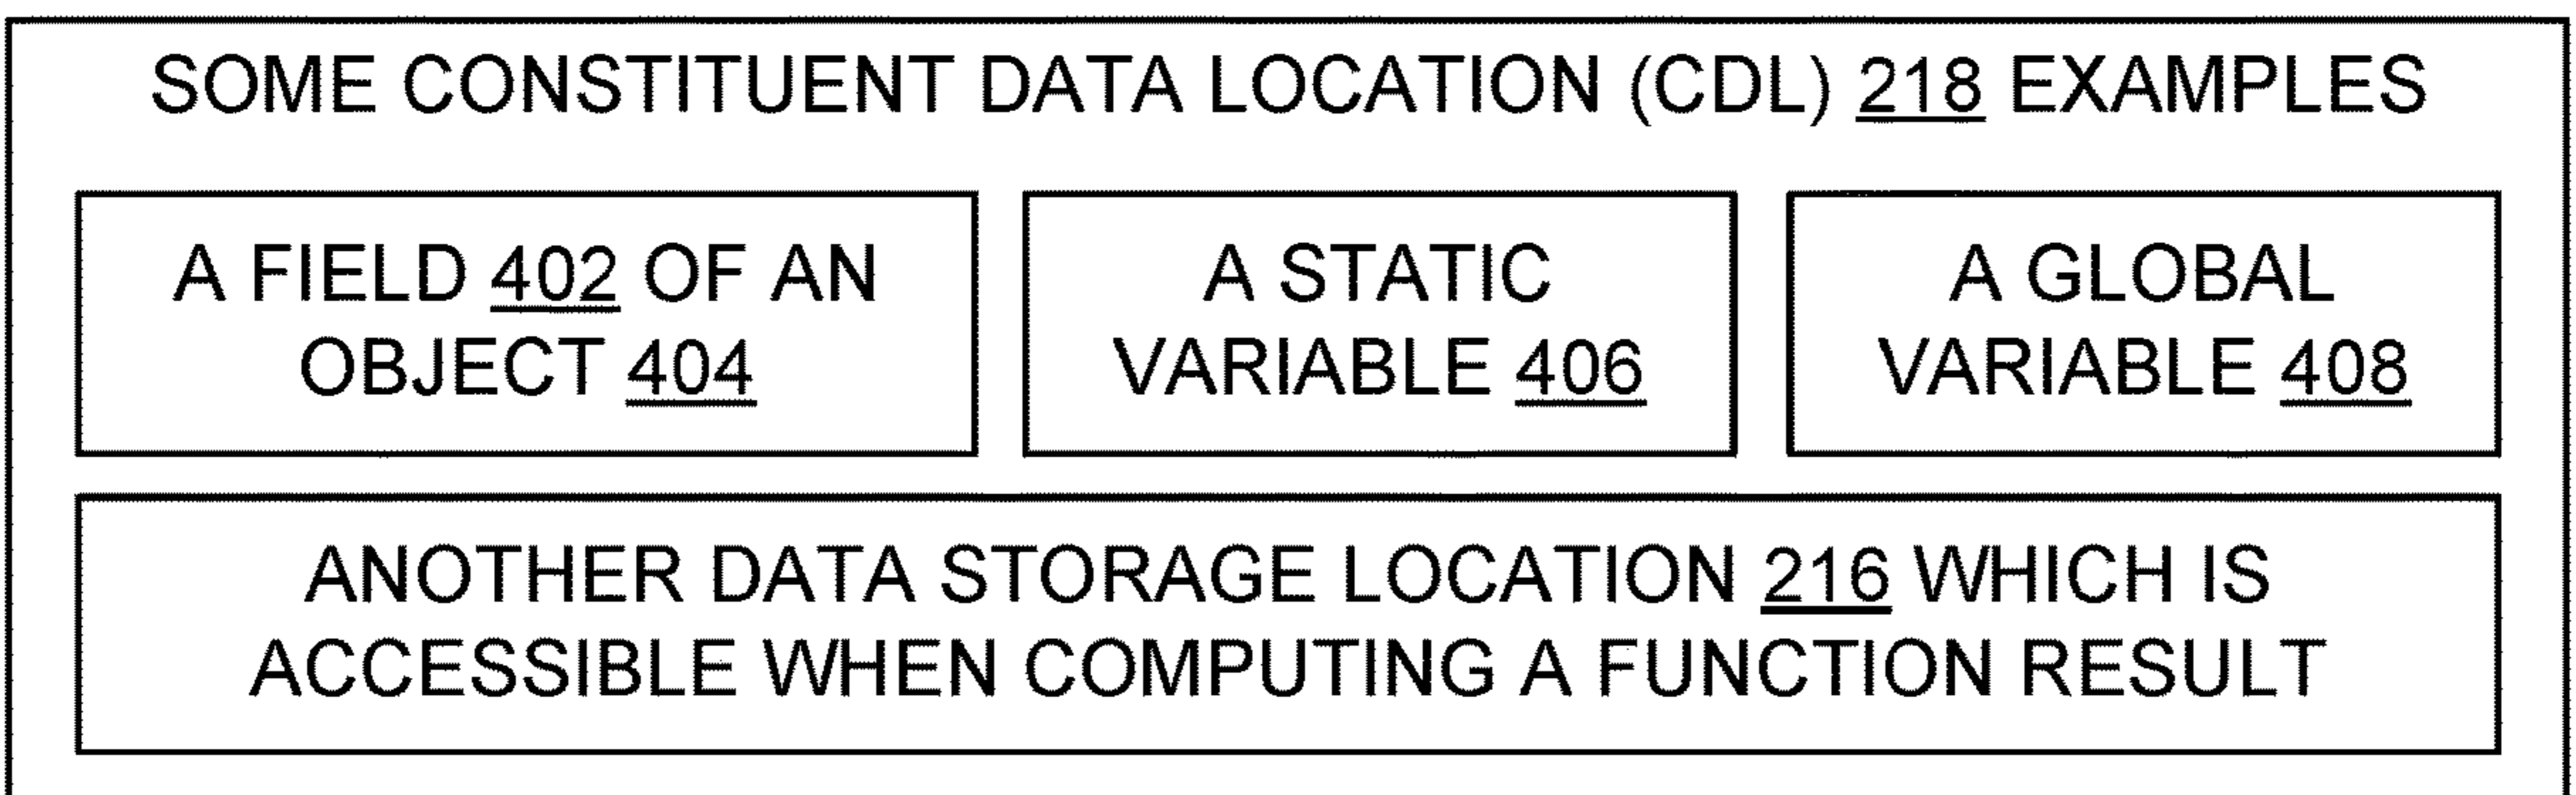 SOME CONSTITUENT DATA LOCATION (CDL) 218 EXAMPLES
A FIELD 402 OF AN
OBJECT 404
A STATIC
VARIABLE 406
A GLOBAL
VARIABLE 408
ANOTHER DATA STORAGE LOCATION 216 WHICH IS
ACCESSIBLE WHEN COMPUTING A FUNCTION RESULT